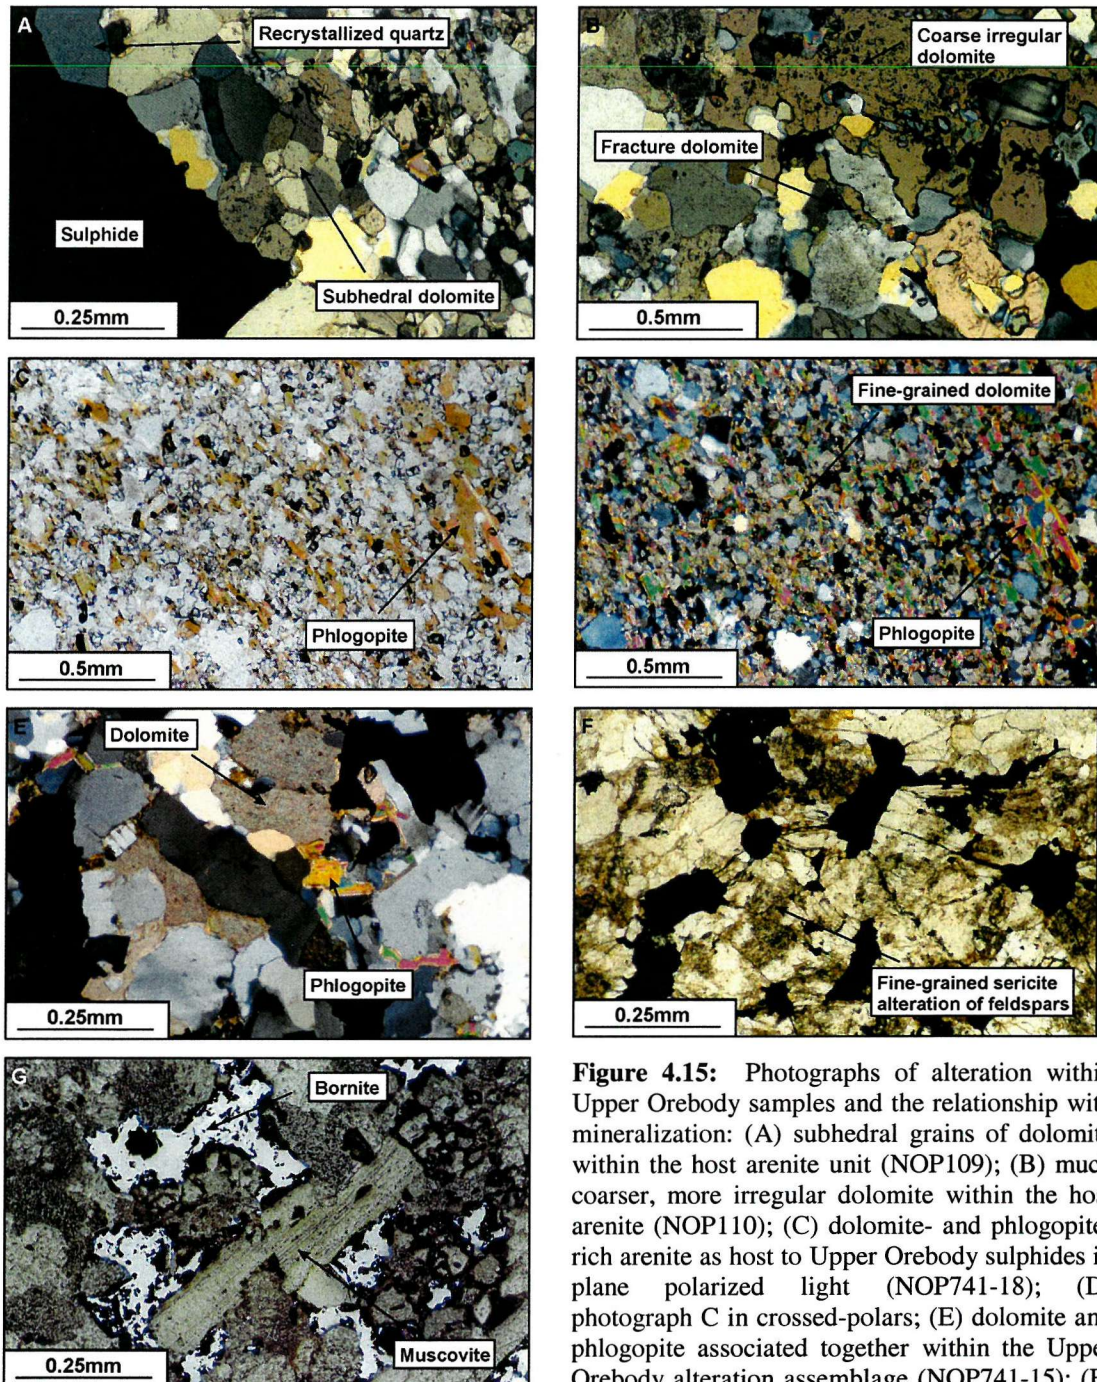 A
Recrystallized quartz
Sulphide
Subhedral dolomite
0.25mm
B
Coarse irregular
dolomite
Fracture dolomite
0.5mm
C
Phlogopite
0.5mm
D
Fine-grained dolomite
Phlogopite
0.5mm
E
Dolomite
Phlogopite
0.25mm
F
Fine-grained sericite
alteration of feldspars
0.25mm
G
Bornite
Muscovite
0.25mm
Figure 4.15: Photographs of alteration withi
Upper Orebody samples and the relationship wit
mineralization: (A) subhedral grains of dolomit
within the host arenite unit (NOP109); (B) muc
coarser, more irregular dolomite within the hos
arenite (NOP110); (C) dolomite- and phlogopite
rich arenite as host to Upper Orebody sulphides i
plane polarized light (NOP741-18); (D
photograph C in crossed-polars; (E) dolomite an
phlogopite associated together within the Uppe
Orebody alteration assemblage (NOP741-15); (F